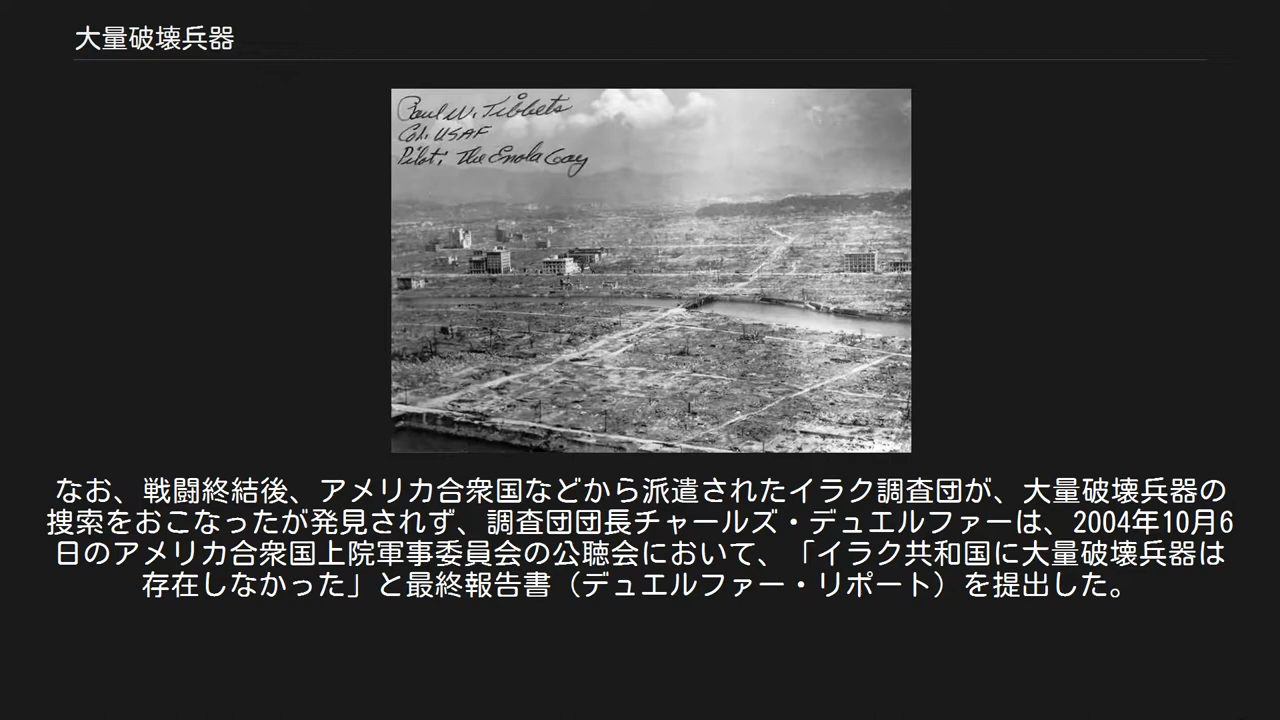 大量破壊兵器
Paul W. Tibbets
Col. USAF
Pilot: The Enola Gay
なお、戦闘終結後、アメリカ合衆国などから派遣されたイラク調査団が、大量破壊兵器の
捜索をおこなったが発見されず、調査団団長チャールズ・デュエルファーは、2004年10月6
日のアメリカ合衆国上院軍事委員会の公聴会において、「イラク共和国に大量破壊兵器は
存在しなかった」と最終報告書（デュエルファー・リポート）を提出した。